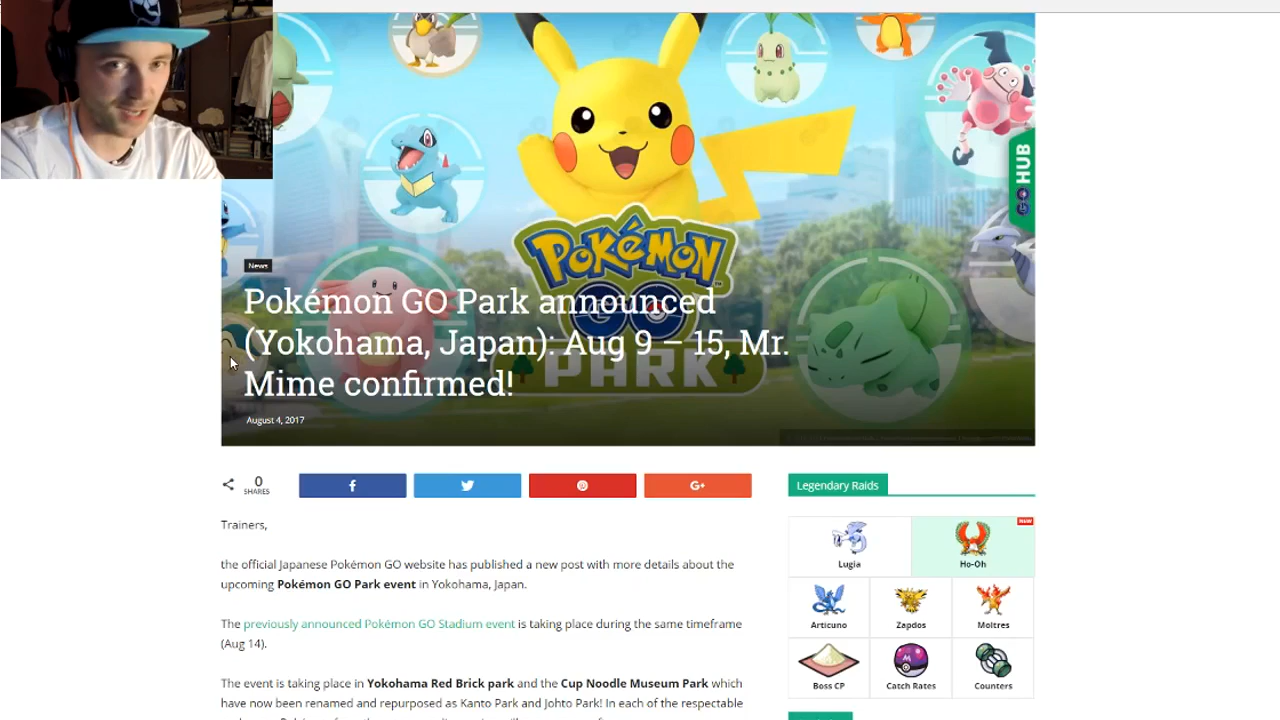 GO HUB
POKÉMON
GO
PARK
News
Pokémon GO Park announced
(Yokohama, Japan): Aug 9 – 15, Mr.
Mime confirmed!
August 4, 2017
0
SHARES
Trainers,
the official Japanese Pokémon GO website has published a new post with more details about the
upcoming Pokémon GO Park event in Yokohama, Japan.
The previously announced Pokémon GO Stadium event is taking place during the same timeframe
(Aug 14).
The event is taking place in Yokohama Red Brick park and the Cup Noodle Museum Park which
have now been renamed and repurposed as Kanto Park and Johto Park! In each of the respectable
Legendary Raids
NEW
Lugia
Ho-Oh
Articuno
Zapdos
Moltres
Boss CP
Catch Rates
Counters